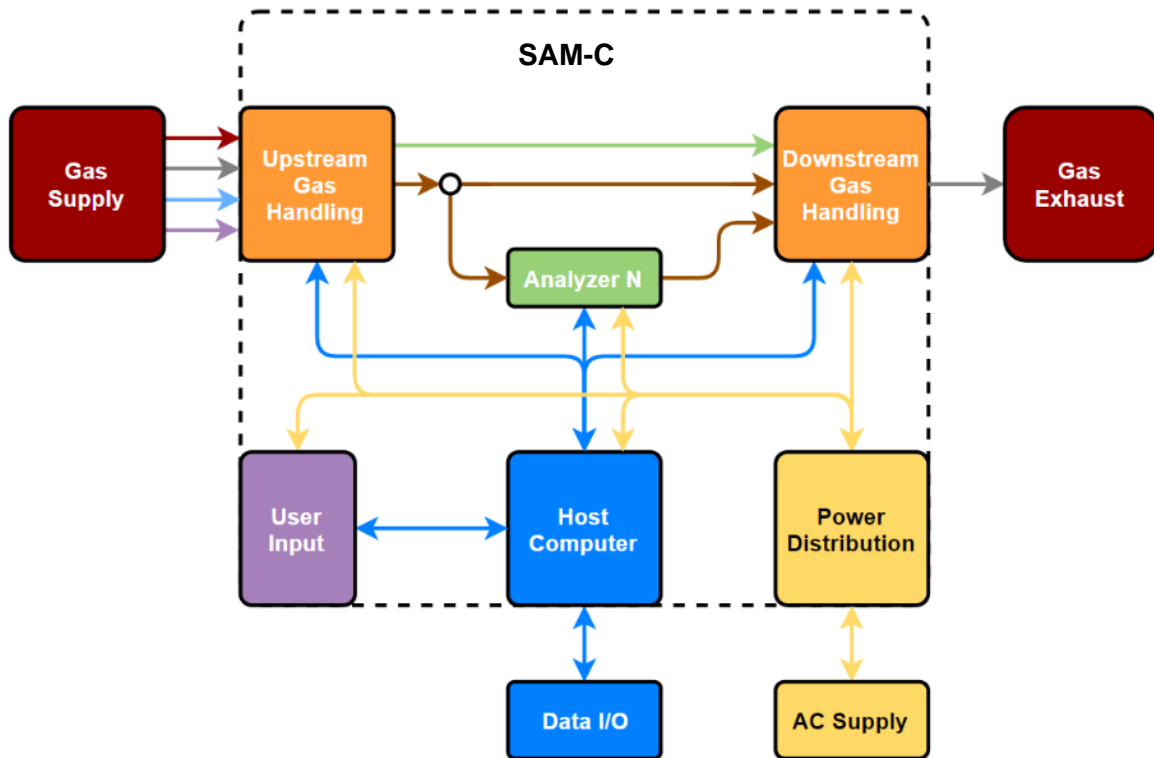 SAM-C
Gas
Supply
Upstream
Gas
Handling
Downstream
Gas
Handling
Gas
Exhaust
Analyzer N
User
Input
Host
Computer
Power
Distribution
Data I/O
AC Supply